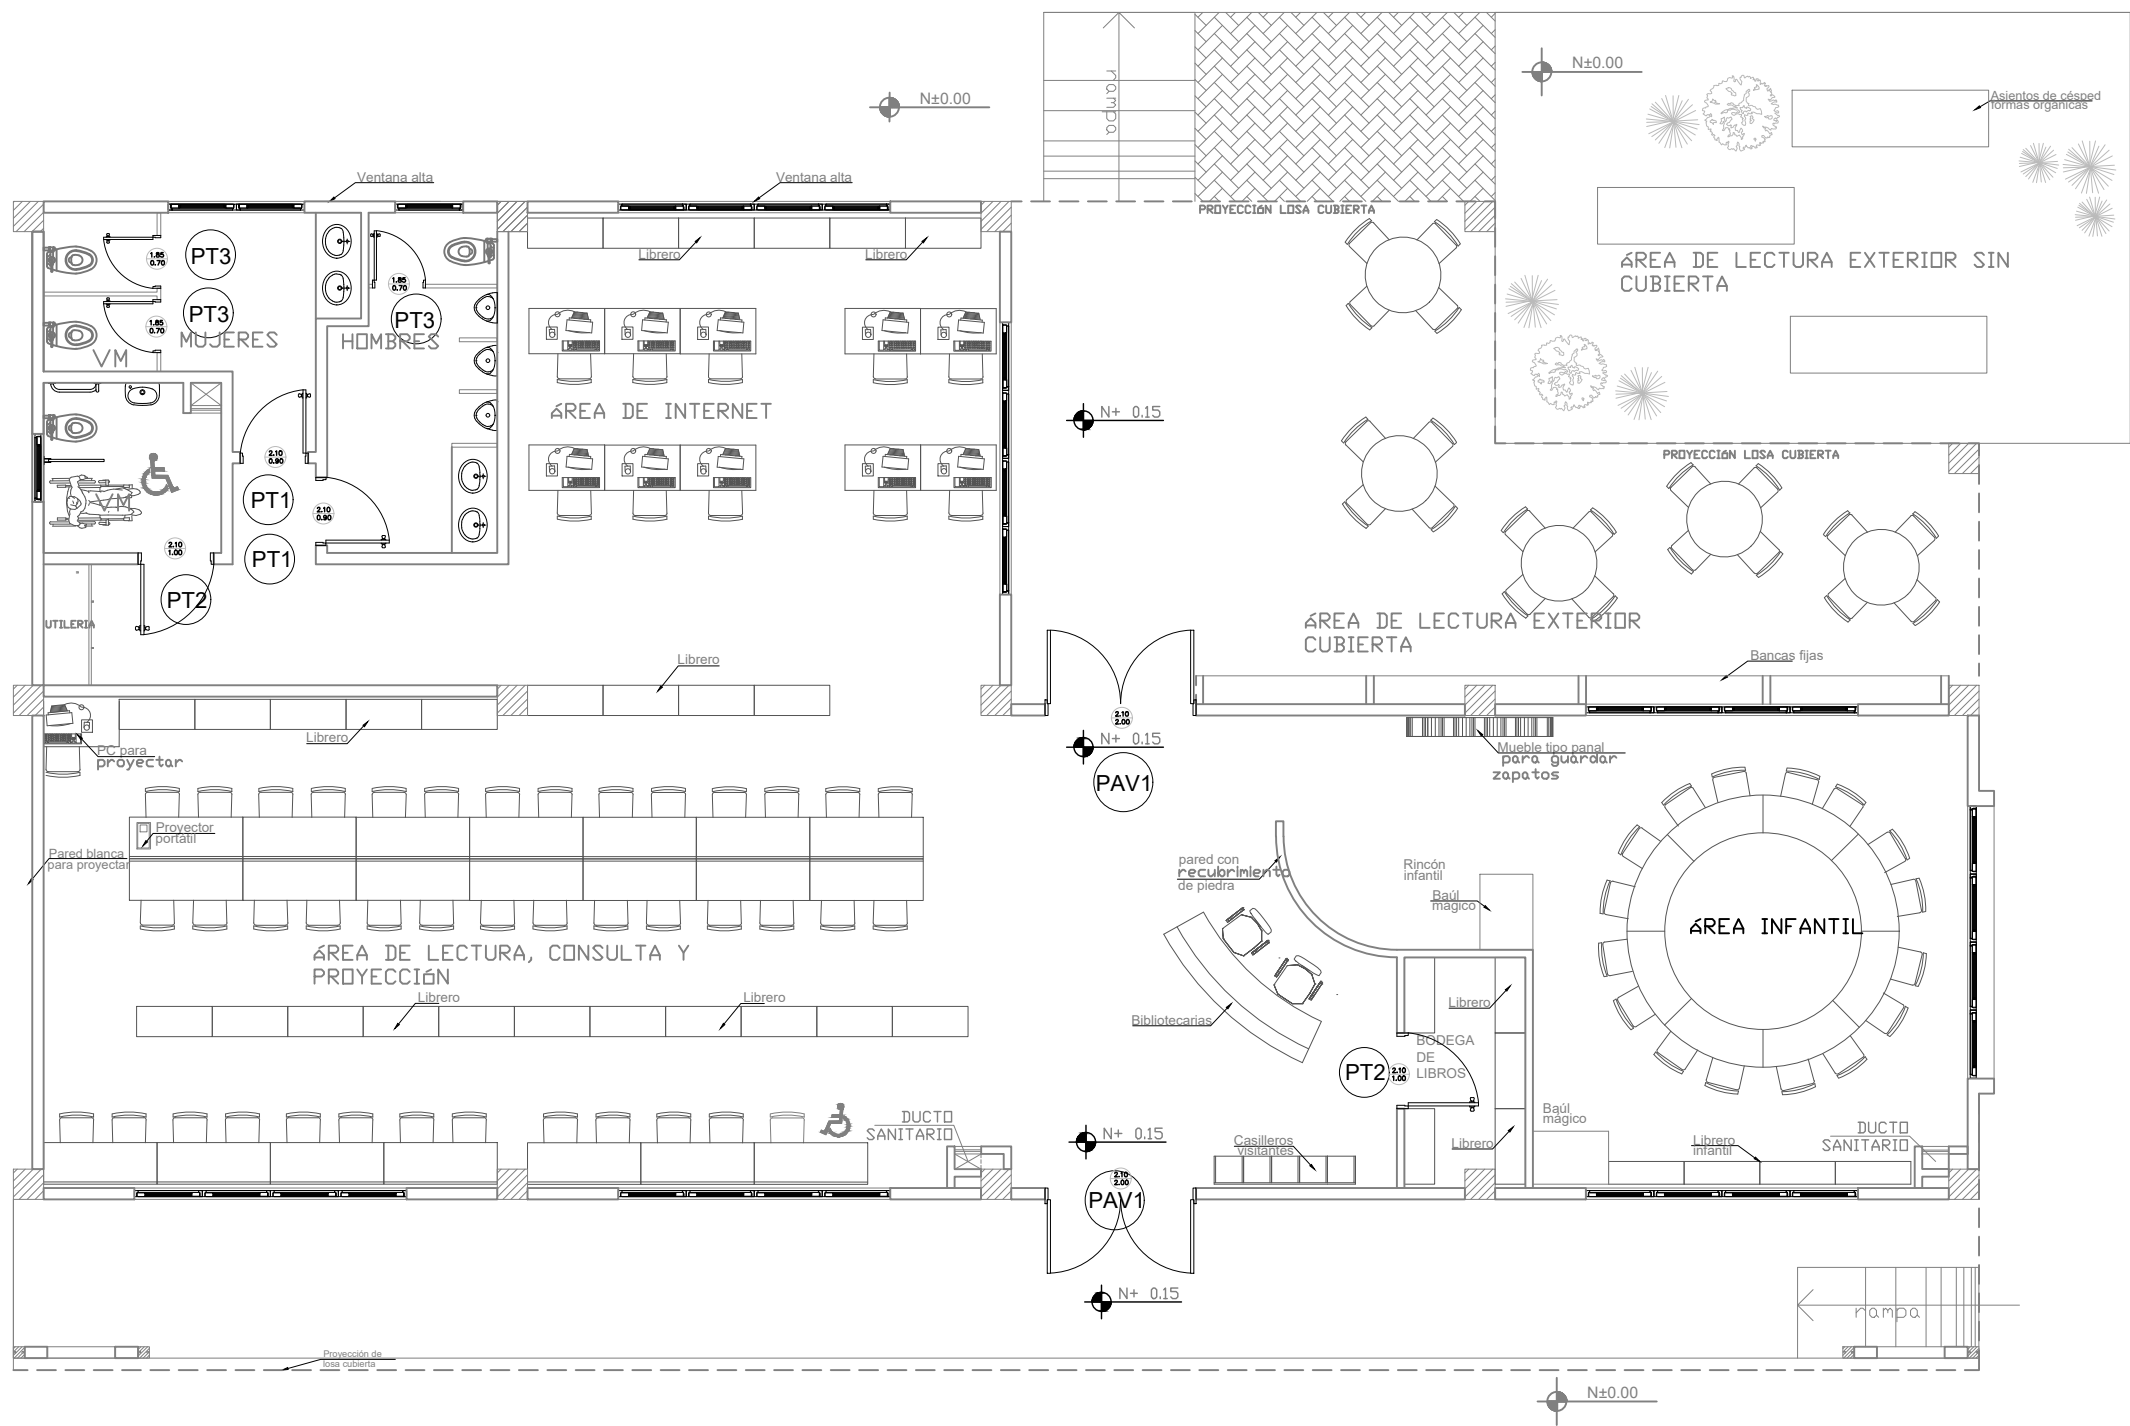 N±0.00
N±0.00
rampa
Asientos de césped
formas orgánicas
Ventana alta
Ventana alta
PROYECCIóN LOSA CUBIERTA
Librero
Librero
ÁREA DE LECTURA EXTERIOR SIN
CUBIERTA
1.85
0.70
PT3
1.85
0.70
PT3
1.85
0.70
PT3
MUJERES
HOMBRES
VM
ÁREA DE INTERNET
N+ 0.15
PROYECCIóN LOSA CUBIERTA
2.10
0.90
VM
PT1
2.10
0.90
2.10
1.00
PT1
PT2
UTILERIA
ÁREA DE LECTURA EXTERIOR
CUBIERTA
Librero
Bancas fijas
2.10
2.00
Librero
N+ 0.15
PC para
proyectar
Mueble tipo panal
para guardar
zapatos
PAV1
Proyector
portátil
Pared blanca
para proyectar
pared con
recubrimiento
de piedra
Rincón
infantil
Baúl
mágico
ÁREA INFANTIL
ÁREA DE LECTURA, CONSULTA Y
PROYECCIóN
Librero
Librero
Librero
Bibliotecarias
BODEGA
DE
LIBROS
PT2
2.10
1.00
DUCTO
SANITARIO
N+ 0.15
Casilleros
visitantes
Librero
Baúl
mágico
Librero
infantil
DUCTO
SANITARIO
2.10
2.00
PAV1
N+ 0.15
rampa
Proyección de
losa cubierta
N±0.00